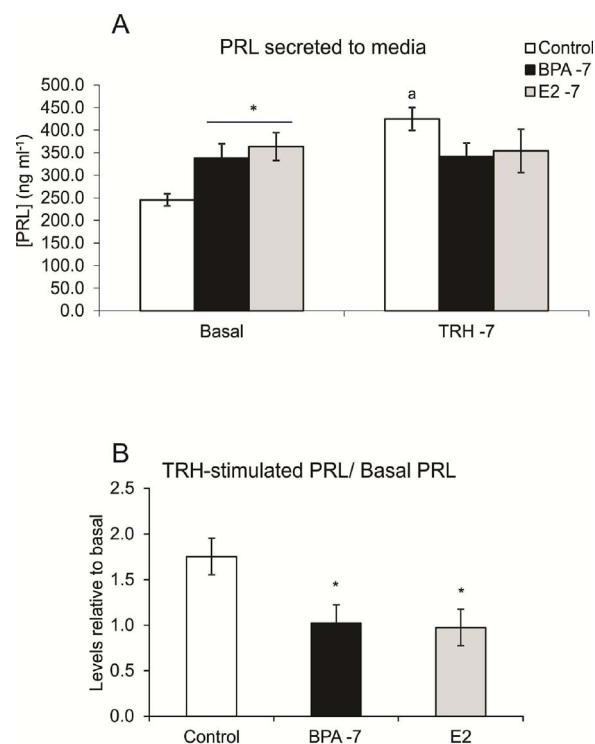 A
PRL secreted to media
Control
BPA -7
E2 -7
[PRL] (ng ml⁻¹)
500.0
450.0
400.0
350.0
300.0
250.0
200.0
150.0
100.0
50.0
0.0
*
a
Basal
TRH -7
B
TRH-stimulated PRL/ Basal PRL
Levels relative to basal
2.5
2.0
1.5
1.0
0.5
0.0
*
*
Control
BPA -7
E2